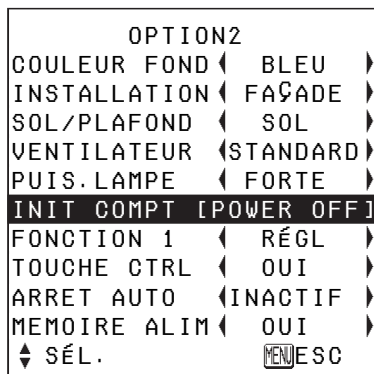 OPTION2
COULEUR FOND BLEU
INSTALLATION FAÇADE
SOL/PLAFOND SOL
VENTILATEUR STANDARD
PUIS.LAMPE FORTE
INIT COMPT [POWER OFF]
FONCTION 1 RÉGL
TOUCHE CTRL OUI
ARRET AUTO INACTIF
MEMOIRE ALIM OUI
SÉL. MENU ESC